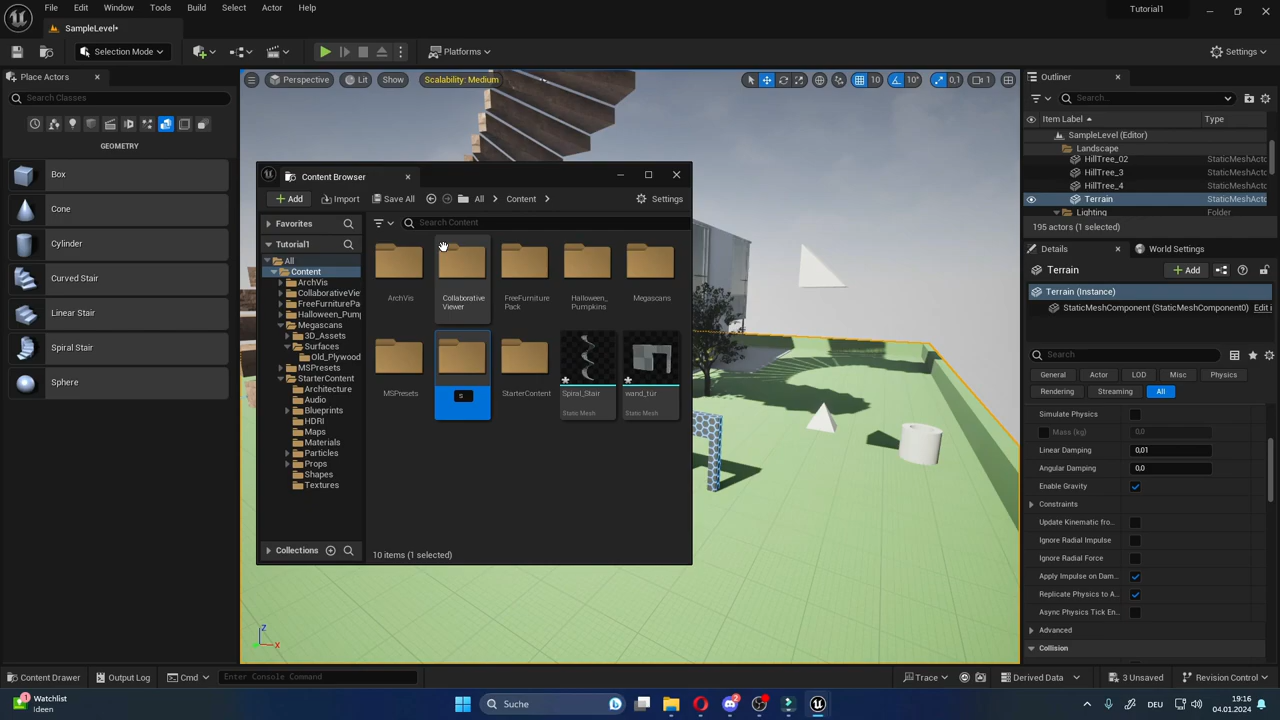 File Edit Window Tools Build Select Actor Help
Tutorial1
SampleLevel•
Selection Mode
Platforms
Settings
Place Actors
Search Classes
GEOMETRY
Box
Cone
Cylinder
Curved Stair
Linear Stair
Spiral Stair
Sphere
Perspective
Lit
Show
Scalability: Medium
10
10°
0,1
1
Content Browser
Add
Import
Save All
All
Content
Settings
Favorites
Search Content
Tutorial1
All
Content
ArchVis
CollaborativeView
FreeFurniturePa
Halloween_Pump
Megascans
3D_Assets
Surfaces
Old_Plywood
MSPresets
StarterContent
Architecture
Audio
Blueprints
HDRI
Maps
Materials
Particles
Props
Shapes
Textures
Collections
ArchVis
Collaborative
Viewer
FreeFurniture
Pack
Halloween_
Pumpkins
Megascans
MSPresets
s
StarterContent
Spiral_Stair
Static Mesh
wand_tür
Static Mesh
10 items (1 selected)
Outliner
Search...
Item Label
Type
SampleLevel (Editor)
Landscape
HillTree_02
StaticMeshActo
HillTree_3
StaticMeshActo
HillTree_4
StaticMeshActo
Terrain
StaticMeshActo
Lighting
Folder
195 actors (1 selected)
Details
World Settings
Terrain
Add
Terrain (Instance)
StaticMeshComponent (StaticMeshComponent0)
Edit i
Search
General
Actor
LOD
Misc
Physics
Rendering
Streaming
All
Simulate Physics
Mass (kg)
0,0
Linear Damping
0,01
Angular Damping
0,0
Enable Gravity
Constraints
Update Kinematic fro...
Ignore Radial Impulse
Ignore Radial Force
Apply Impulse on Dam...
Replicate Physics to A...
Async Physics Tick En...
Advanced
Collision
Z
X
Content Drawer
Output Log
Cmd
Enter Console Command
Trace
Derived Data
3 Unsaved
Revision Control
1
Watchlist
Ideen
Suche
2
DEU
19:16
04.01.2024